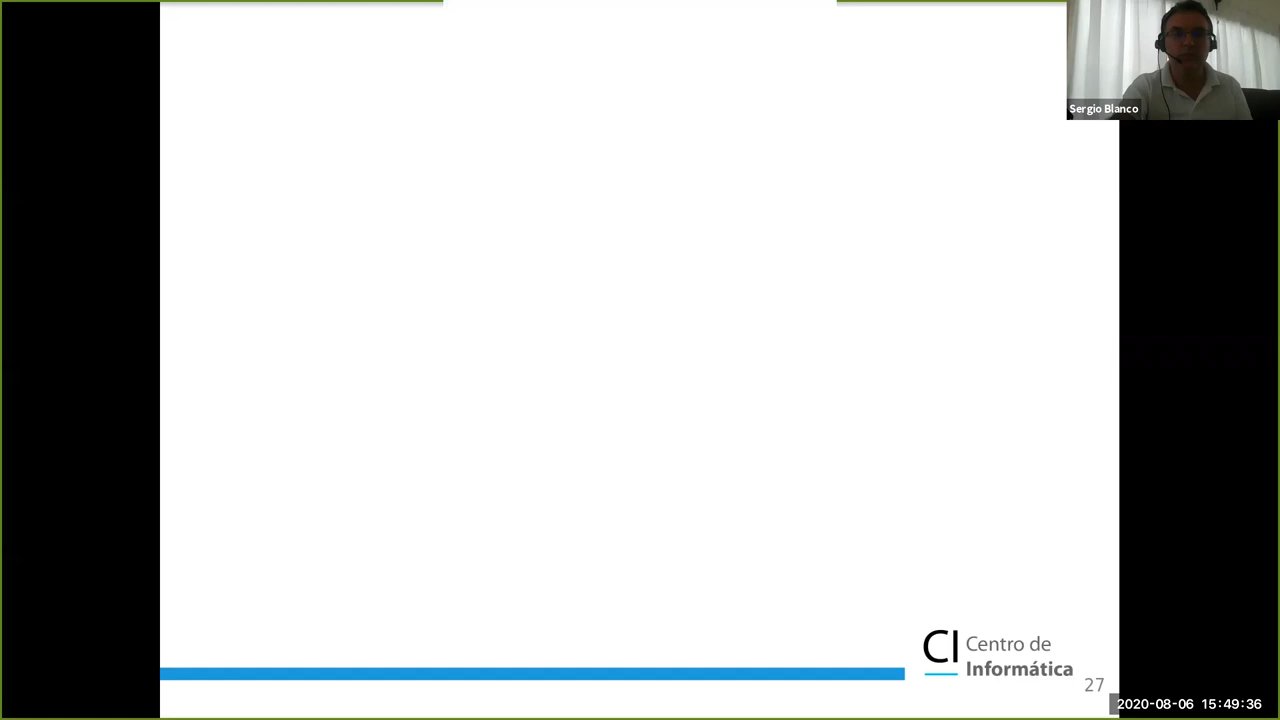 Sergio Blanco
CI
Centro de
Informática
27
2020-08-06 15:49:36